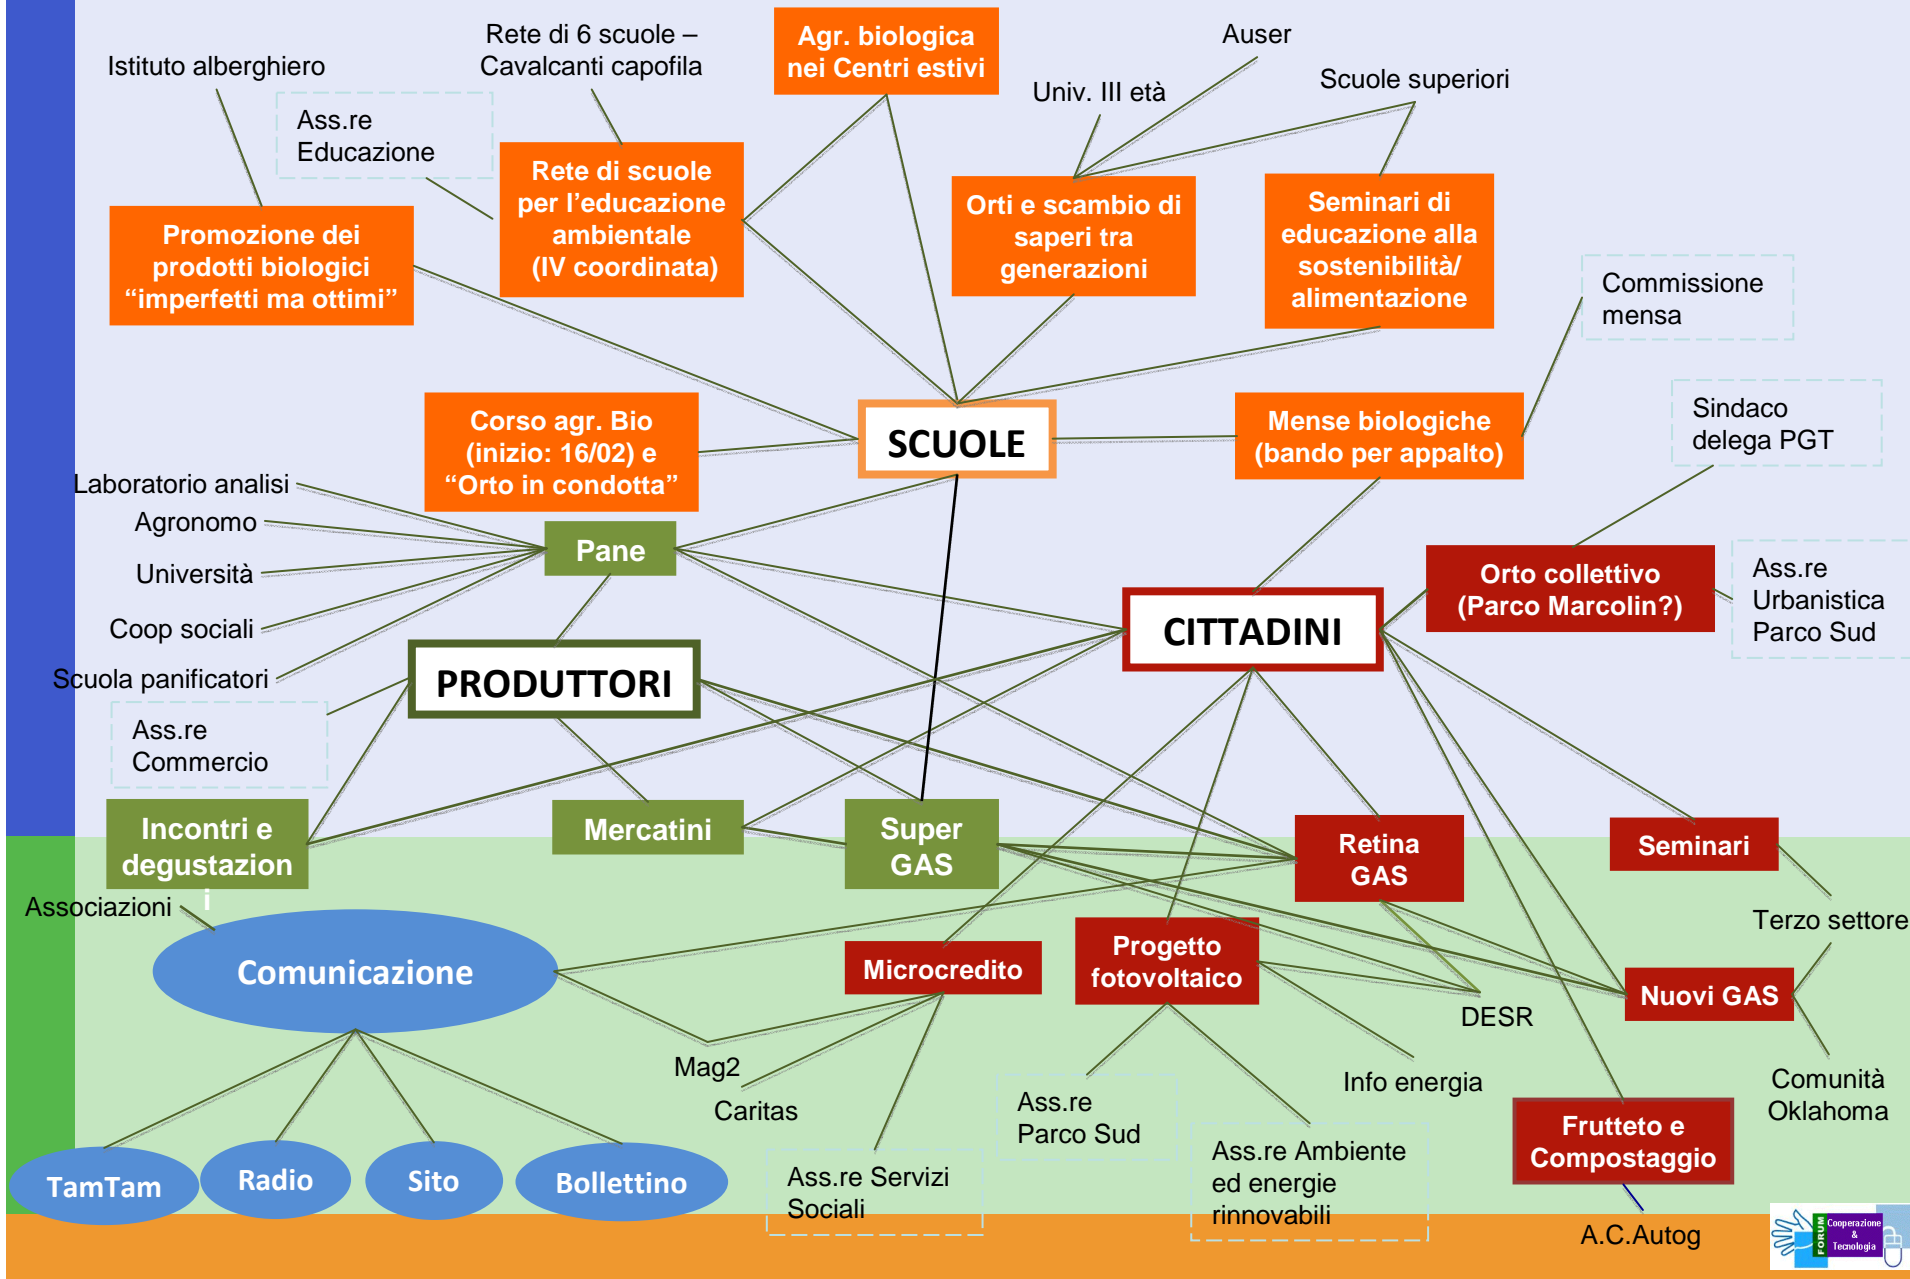 Istituto alberghiero
Rete di 6 scuole –
Cavalcanti capofila
Agr. biologica
nei Centri estivi
Auser
Univ. III età
Scuole superiori
Ass.re
Educazione
Rete di scuole
per l’educazione
ambientale
(IV coordinata)
Promozione dei
prodotti biologici
“imperfetti ma ottimi”
Orti e scambio di
saperi tra
generazioni
Seminari di
educazione alla
sostenibilità/
alimentazione
Commissione
mensa
Corso agr. Bio
(inizio: 16/02) e
“Orto in condotta”
SCUOLE
Mense biologiche
(bando per appalto)
Sindaco
delega PGT
Laboratorio analisi
Agronomo
Università
Coop sociali
Scuola panificatori
Pane
Orto collettivo
(Parco Marcolin?)
Ass.re
Urbanistica
Parco Sud
CITTADINI
PRODUTTORI
Ass.re
Commercio
Incontri e
degustazion
i
Mercatini
Super
GAS
Retina
GAS
Seminari
Associazioni
Comunicazione
Microcredito
Progetto
fotovoltaico
DESR
Nuovi GAS
Terzo settore
Mag2
Caritas
Info energia
Comunità
Oklahoma
Ass.re
Parco Sud
Frutteto e
Compostaggio
TamTam
Radio
Sito
Bollettino
Ass.re Servizi
Sociali
Ass.re Ambiente
ed energie
rinnovabili
A.C.Autog
FORUM
Cooperazione
&
Tecnologia